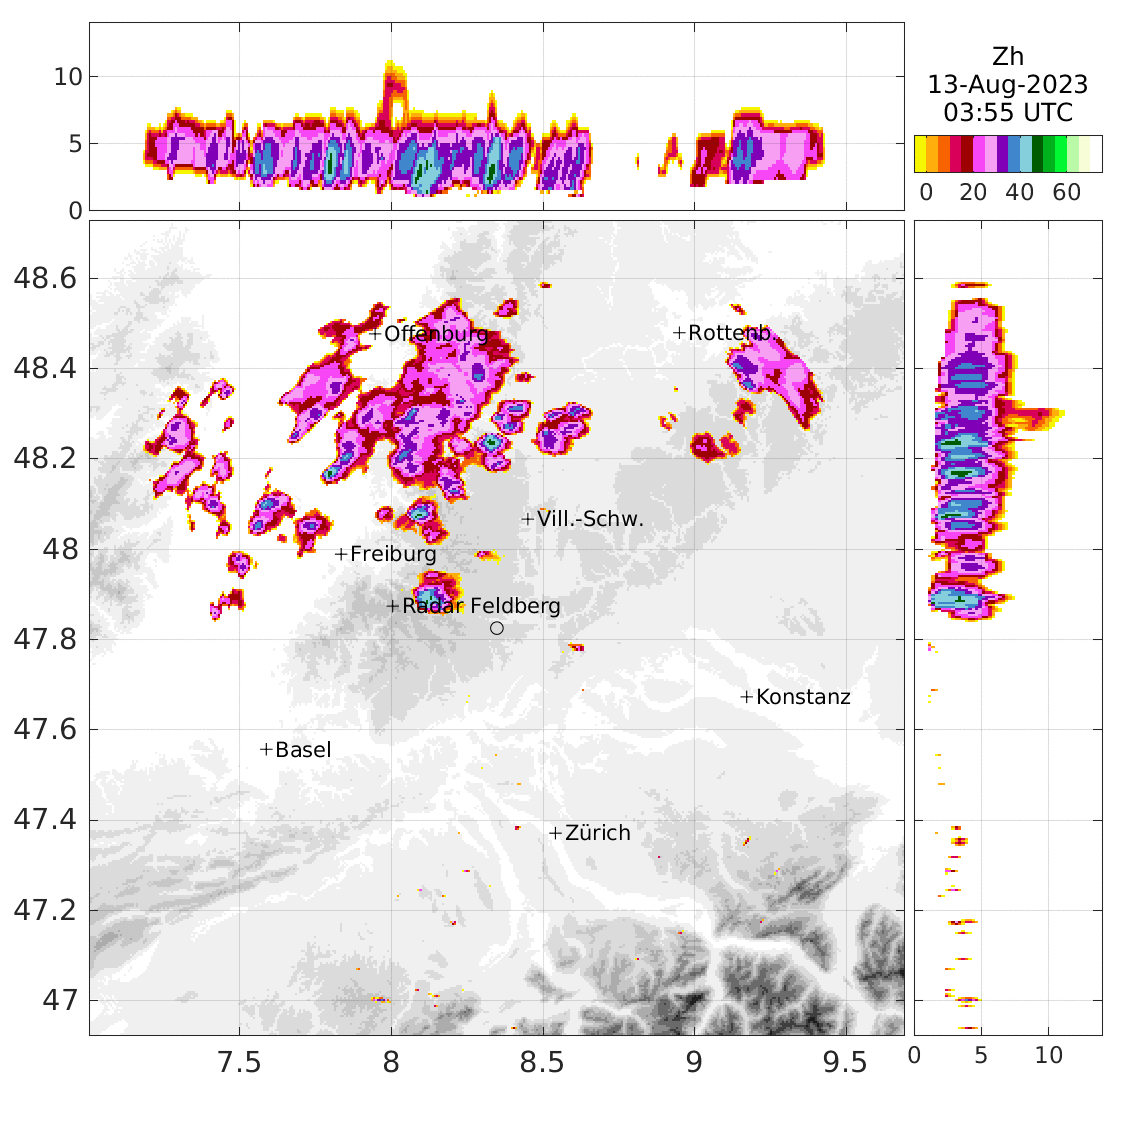 10
5
0
Zh
13-Aug-2023
03:55 UTC
0 20 40 60
48.6
48.4
48.2
48
47.8
47.6
47.4
47.2
47
+Offenburg
+Rottenb.
+Vill.-Schw.
+Freiburg
+Radar Feldberg
+Konstanz
+Basel
+Zürich
7.5 8 8.5 9 9.5
0 5 10